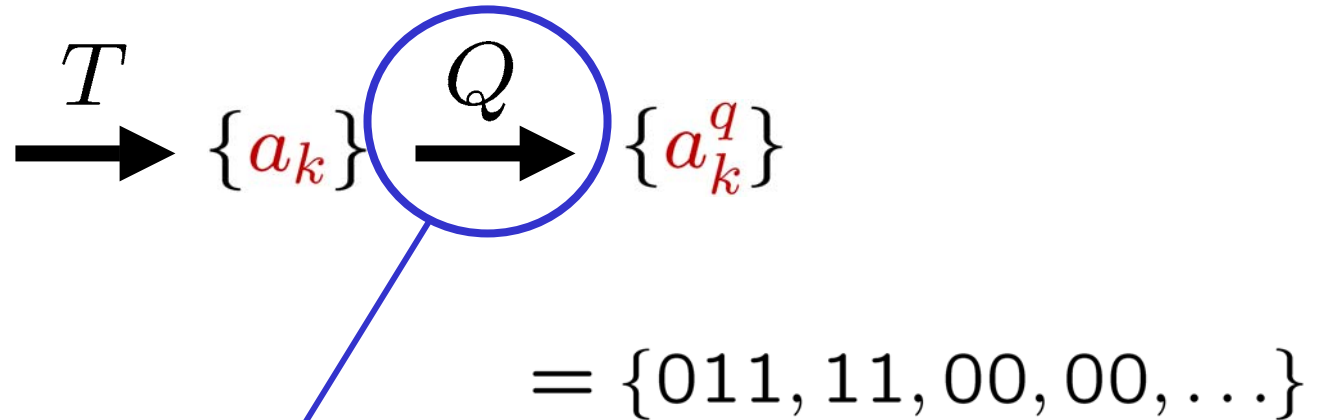 T Q
{a_k} {a_k^q}
= {011, 11, 00, 00, ...}